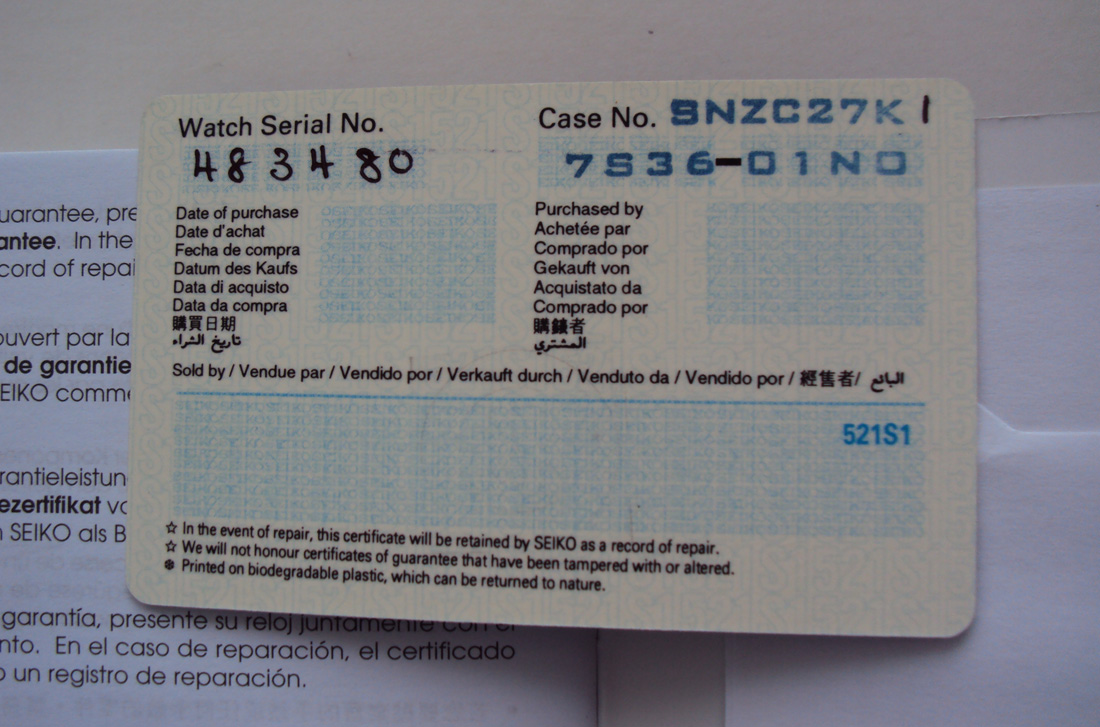 Watch Serial No.
483480
Case No. SNZC27K1
7S36-01N0
Date of purchase
Date d'achat
Fecha de compra
Datum des Kaufs
Data di acquisto
Data da compra
購買日期
تاريخ الشراء
Purchased by
Achetée par
Comprado por
Gekauft von
Acquistato da
Comprado por
購買者
المشتري
Sold by / Vendue par / Vendido por / Verkauft durch / Venduto da / Vendido por / 經售者/ البائع
521S1
☆ In the event of repair, this certificate will be retained by SEIKO as a record of repair.
☆ We will not honour certificates of guarantee that have been tampered with or altered.
❁ Printed on biodegradable plastic, which can be returned to nature.
uarantee, pre
antee. In the
cord of repai
ouvert par la
de garantie
EIKO comme
rantieleistun
ezertifikat vo
n SEIKO als B
garantía, presente su reloj juntamente con el
nto. En el caso de reparación, el certificado
o un registro de reparación.